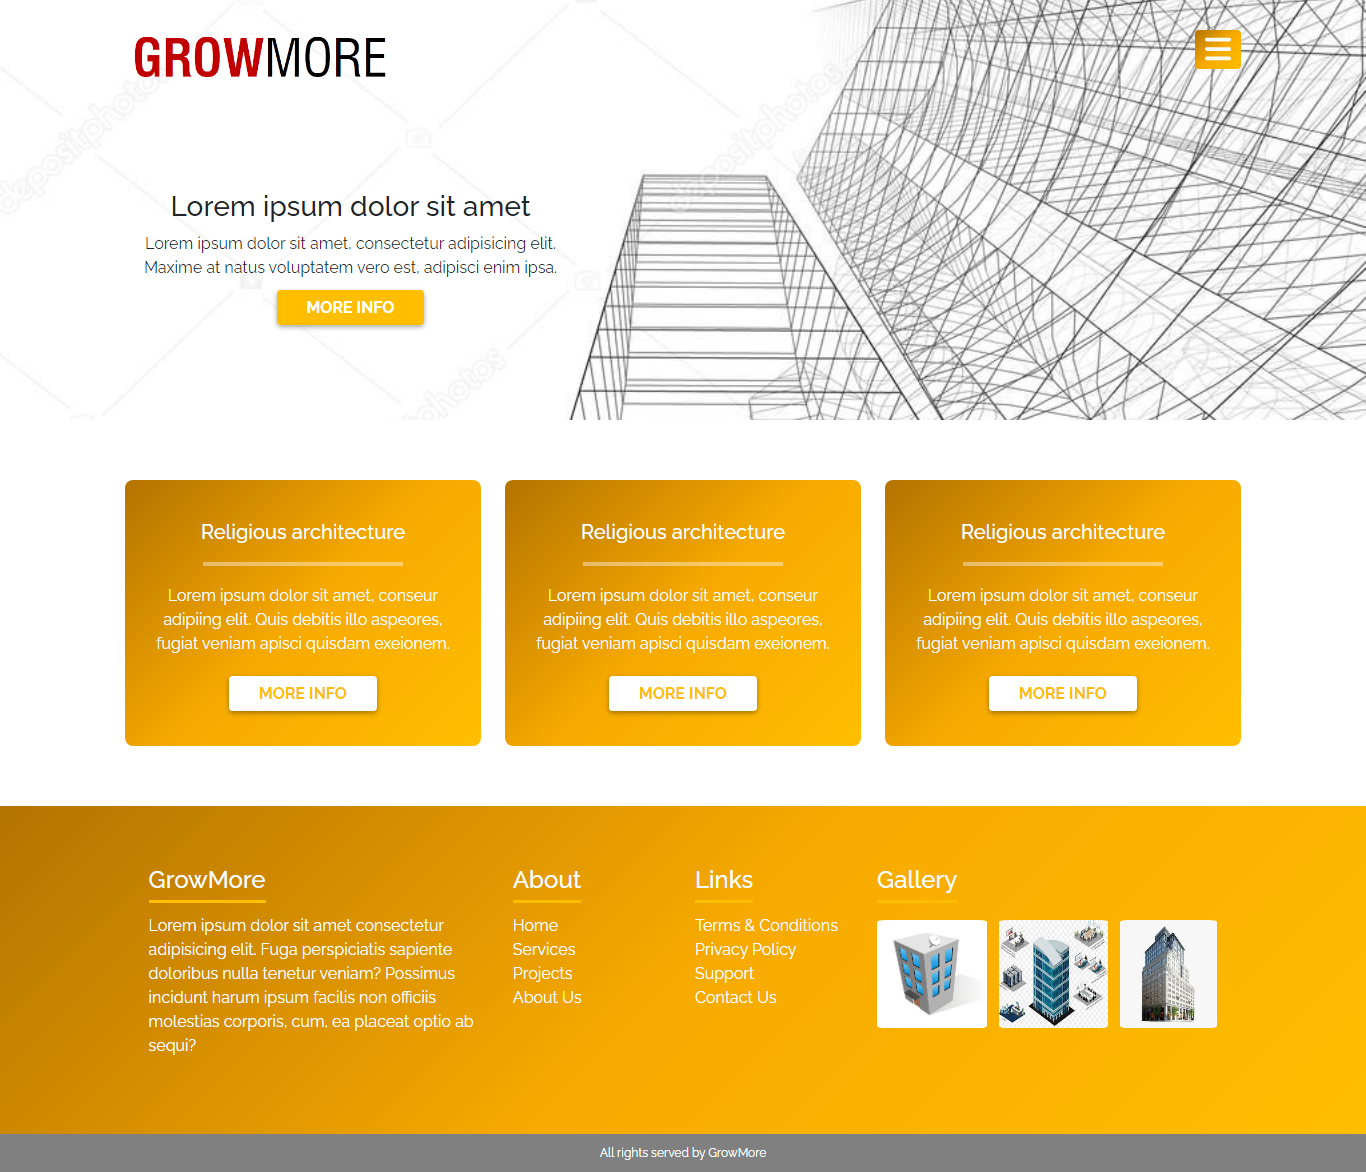 GROWMORE
depositphotos
depositphotos
Lorem ipsum dolor sit amet
Lorem ipsum dolor sit amet, consectetur adipisicing elit.
Maxime at natus voluptatem vero est, adipisci enim ipsa.
MORE INFO
Religious architecture
Lorem ipsum dolor sit amet, conseur
adipiing elit. Quis debitis illo aspeores,
fugiat veniam apisci quisdam exeionem.
MORE INFO
Religious architecture
Lorem ipsum dolor sit amet, conseur
adipiing elit. Quis debitis illo aspeores,
fugiat veniam apisci quisdam exeionem.
MORE INFO
Religious architecture
Lorem ipsum dolor sit amet, conseur
adipiing elit. Quis debitis illo aspeores,
fugiat veniam apisci quisdam exeionem.
MORE INFO
GrowMore
Lorem ipsum dolor sit amet consectetur
adipisicing elit. Fuga perspiciatis sapiente
doloribus nulla tenetur veniam? Possimus
incidunt harum ipsum facilis non officiis
molestias corporis, cum, ea placeat optio ab
sequi?
About
Home
Services
Projects
About Us
Links
Terms & Conditions
Privacy Policy
Support
Contact Us
Gallery
All rights served by GrowMore